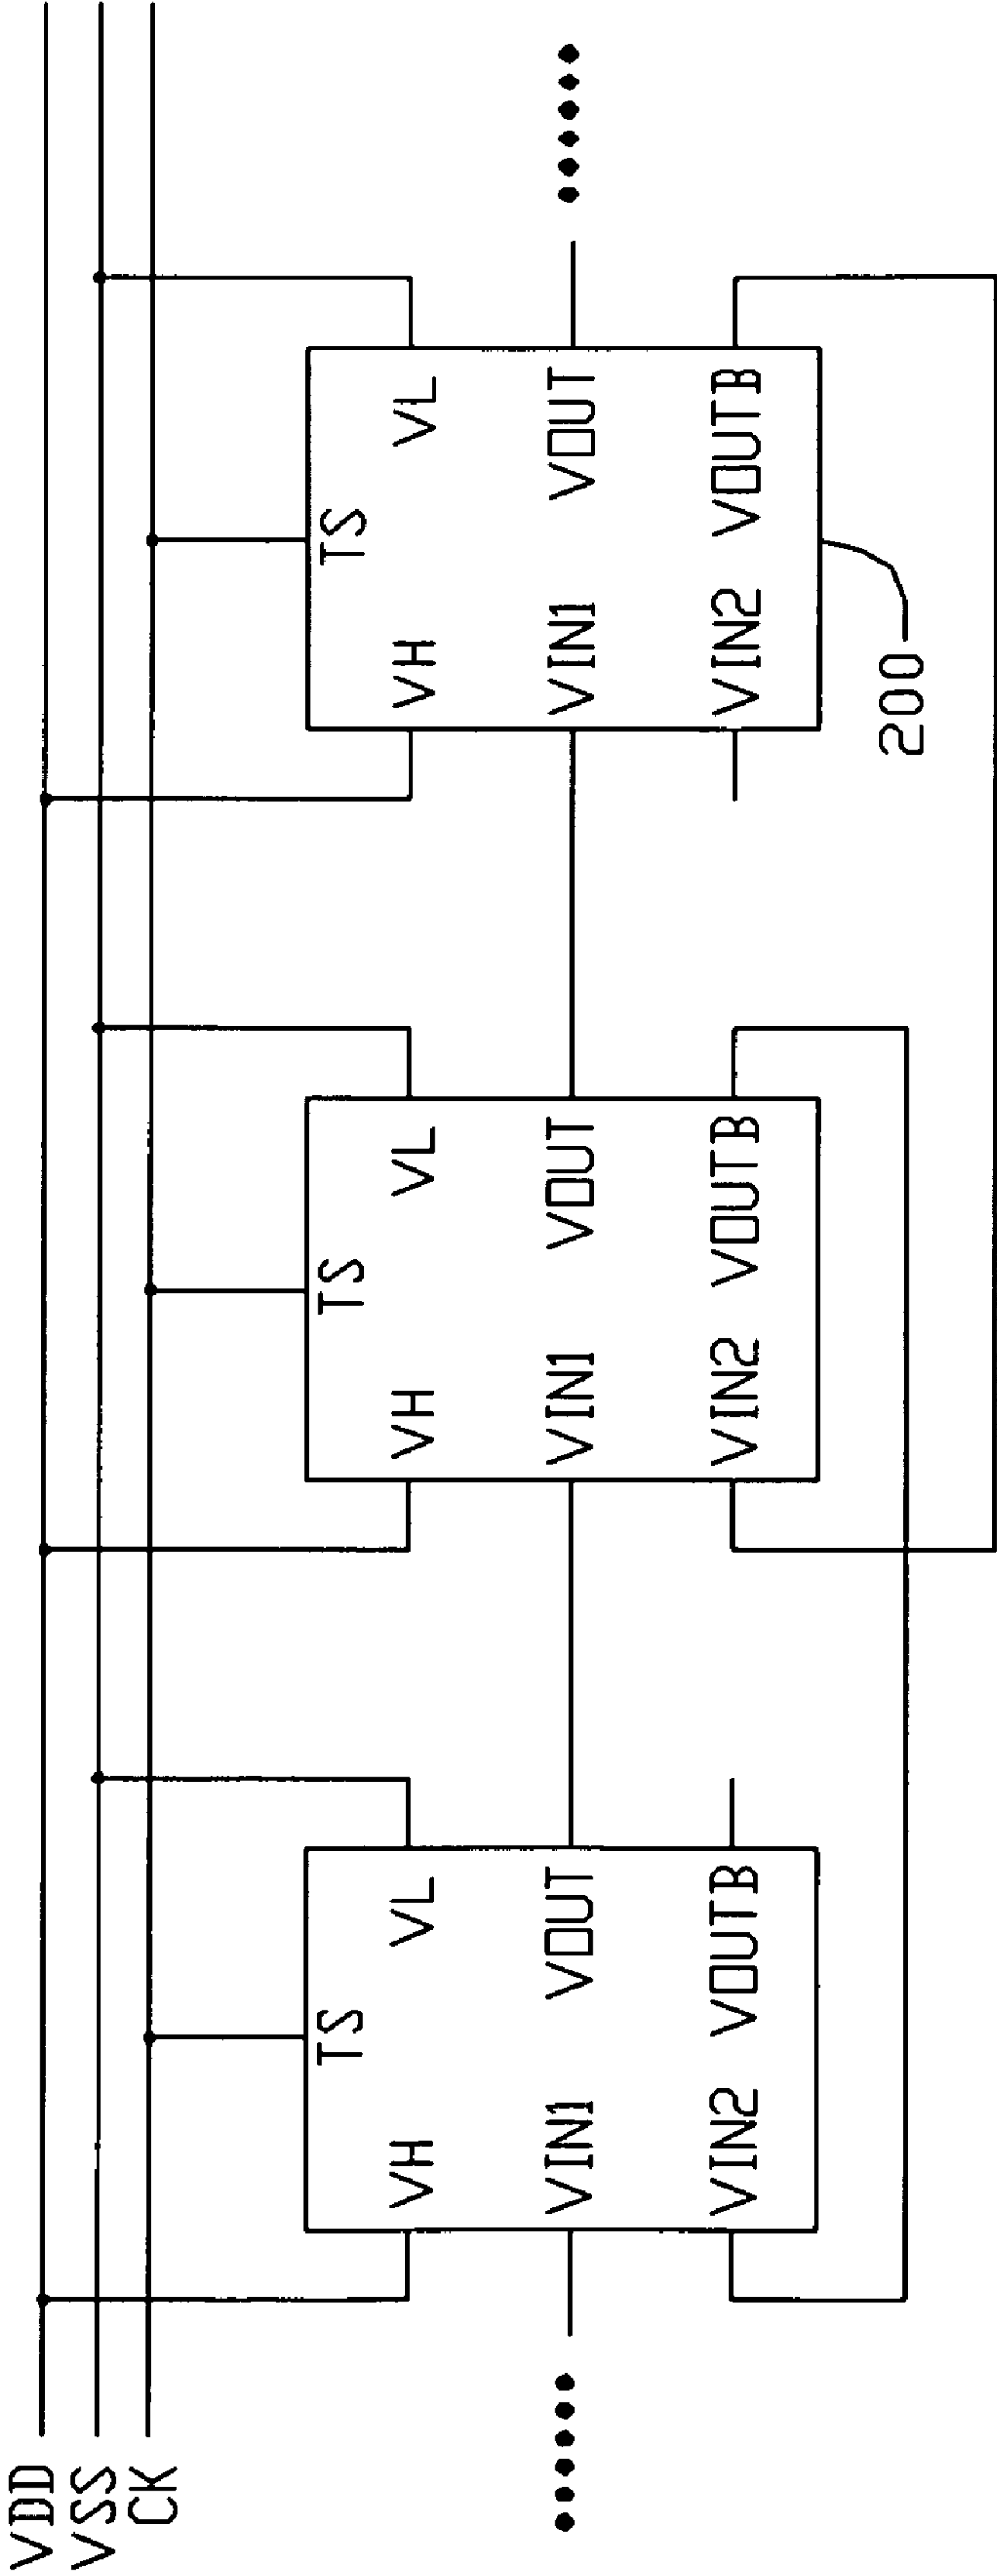 VDD
VSS
CK
TS
VH VL
VIN1 VOUT
VIN2 VOUTB
TS
VH VL
VIN1 VOUT
VIN2 VOUTB
TS
VH VL
VIN1 VOUT
VIN2 VOUTB
200